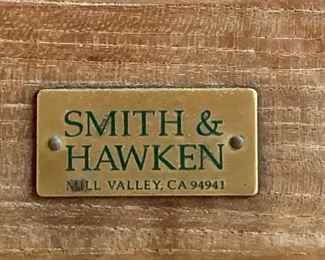 SMITH &
HAWKEN
MILL VALLEY, CA 94941